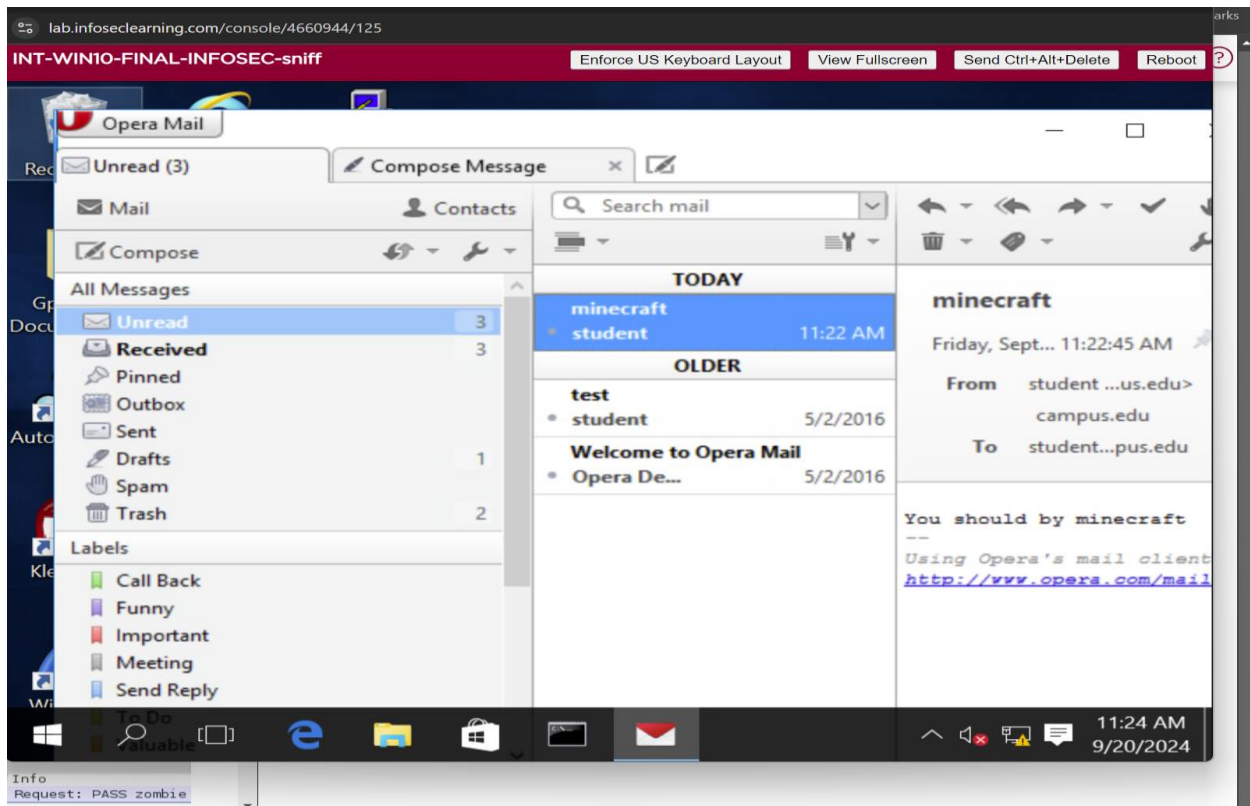 arks
lab.infoseclearning.com/console/4660944/125
INT-WIN10-FINAL-INFOSEC-sniff
Enforce US Keyboard Layout
View Fullscreen
Send Ctrl+Alt+Delete
Reboot
?
Opera Mail
Rec
Unread (3)
Compose Message
Mail
Contacts
Search mail
Compose
All Messages
TODAY
Gp
Docu
Unread 3
minecraft
student 11:22 AM
minecraft
Received 3
Friday, Sept... 11:22:45 AM
Pinned
OLDER
Outbox
test
From student ...us.edu>
campus.edu
Auto
Sent
student 5/2/2016
To student...pus.edu
Drafts 1
Welcome to Opera Mail
Spam
Opera De... 5/2/2016
Trash 2
You should by minecraft
--
Labels
Using Opera's mail client
http://www.opera.com/mail
Kle
Call Back
Funny
Important
Meeting
Send Reply
Wi
To Do
Valuable
11:24 AM
9/20/2024
Info
Request: PASS zombie